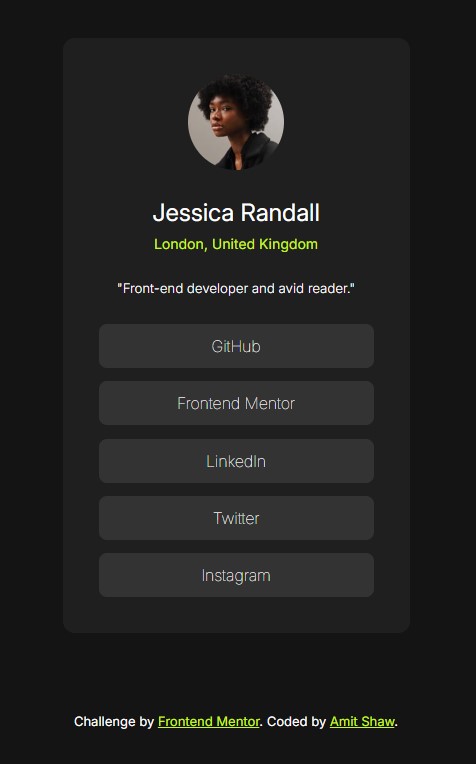 Jessica Randall
London, United Kingdom
"Front-end developer and avid reader."
GitHub
Frontend Mentor
LinkedIn
Twitter
Instagram
Challenge by Frontend Mentor. Coded by Amit Shaw.